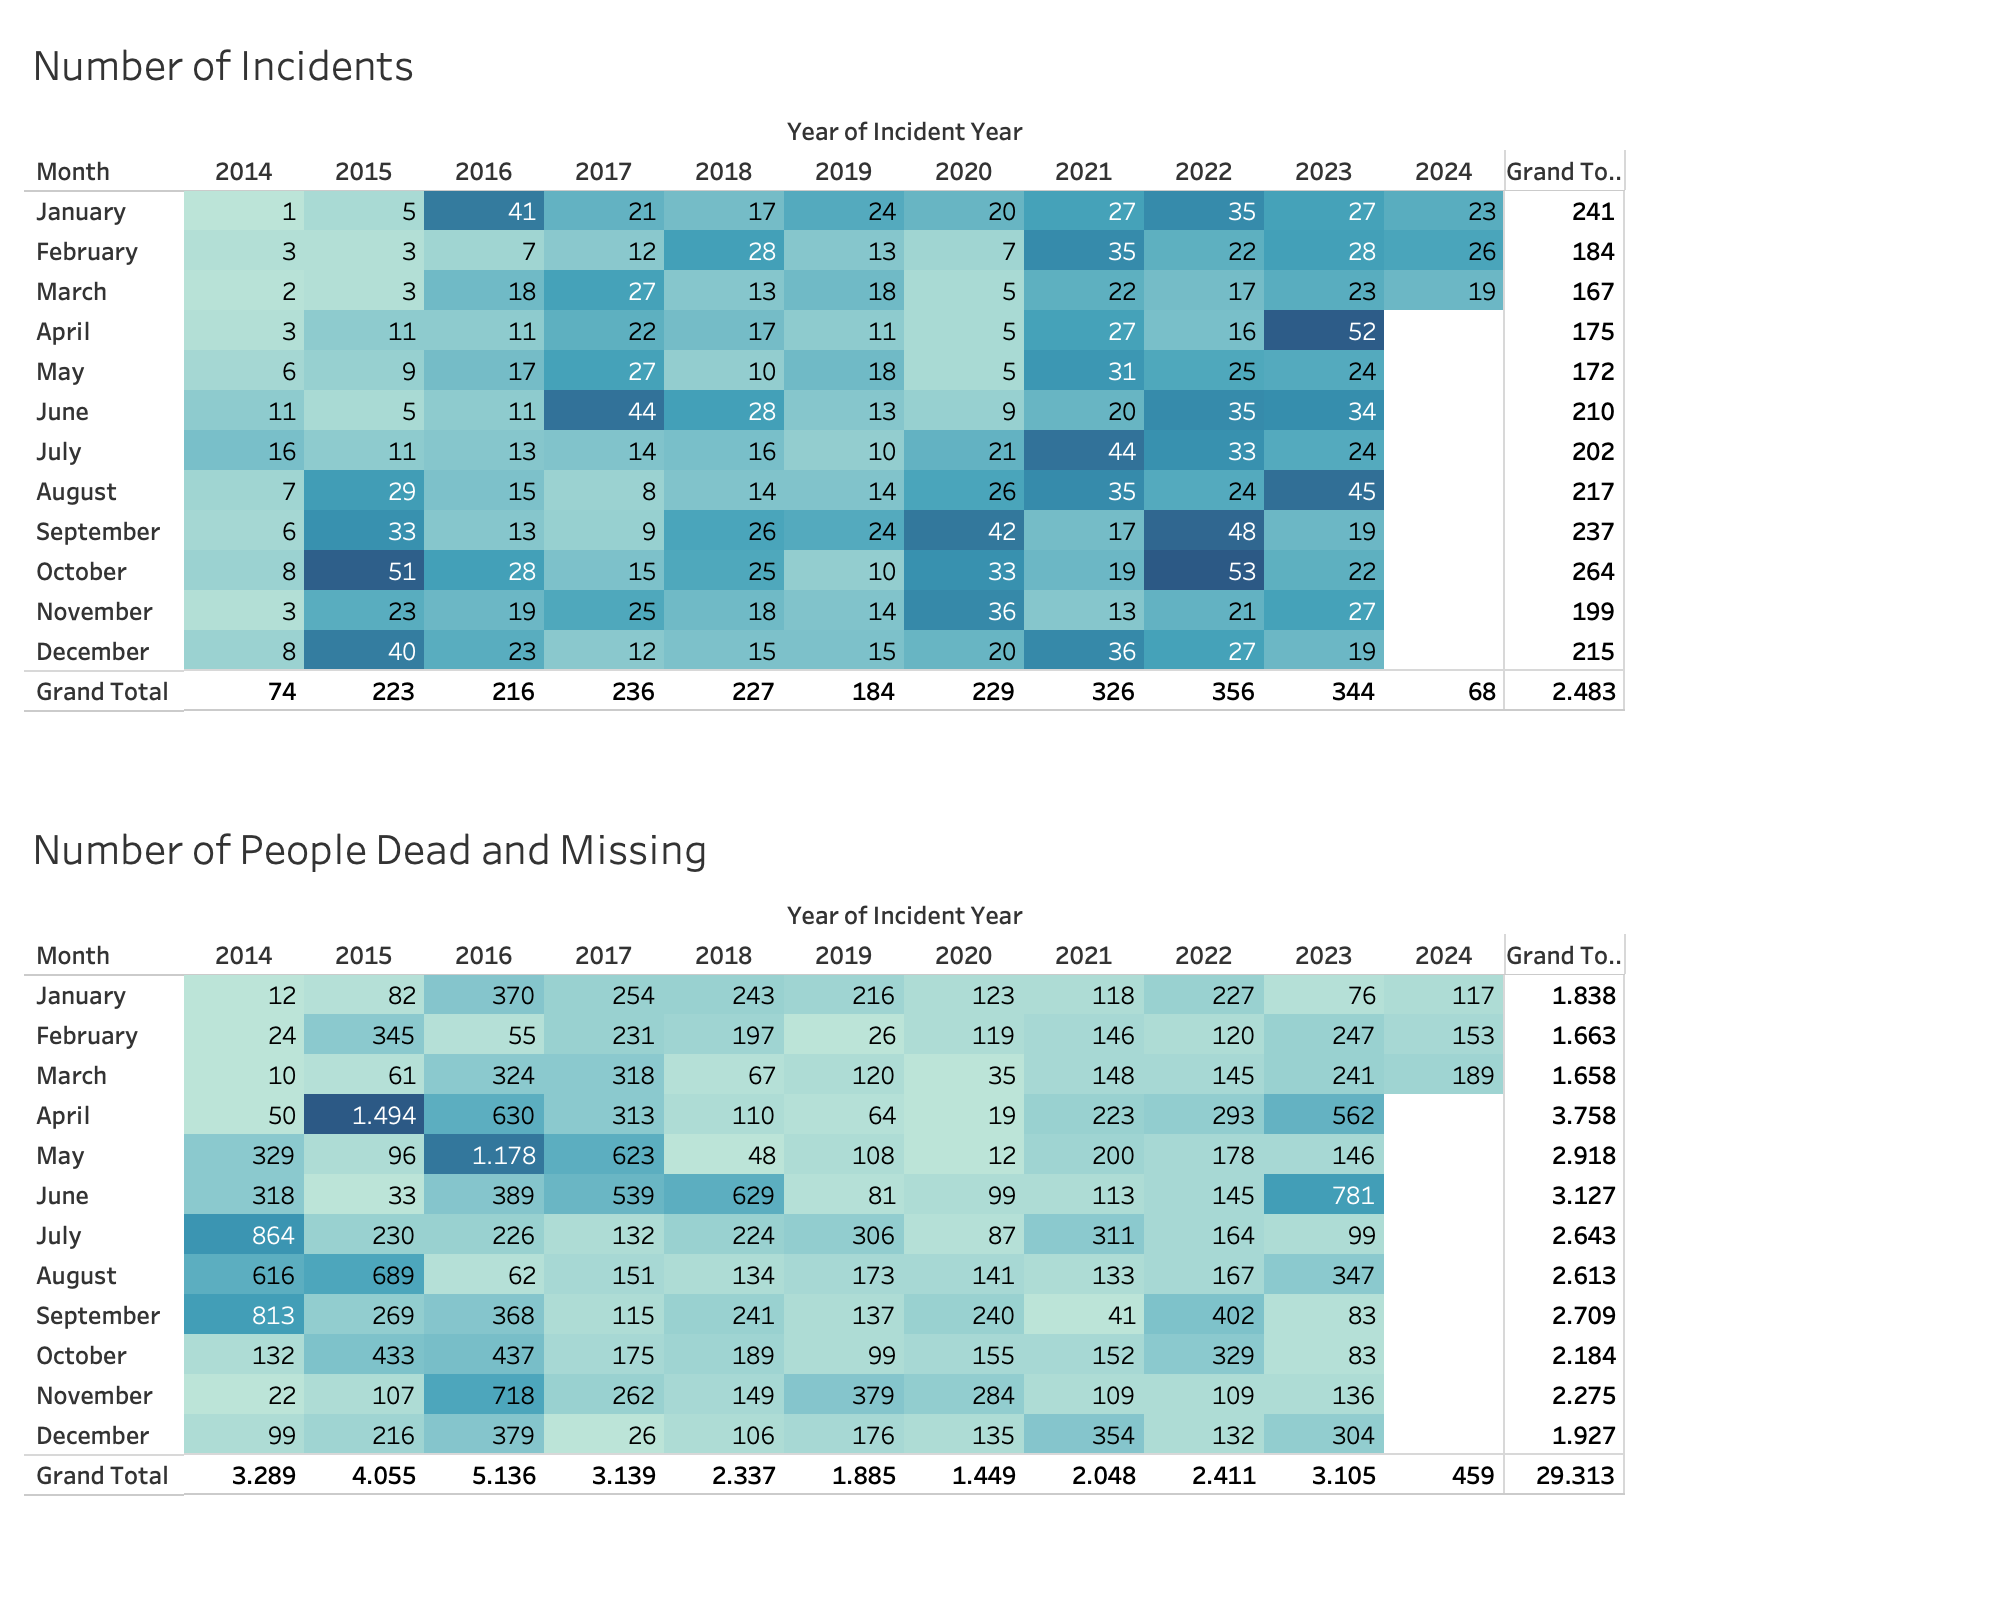 Number of Incidents
Year of Incident Year
Month 2014 2015 2016 2017 2018 2019 2020 2021 2022 2023 2024 Grand To..
January 1 5 41 21 17 24 20 27 35 27 23 241
February 3 3 7 12 28 13 7 35 22 28 26 184
March 2 3 18 27 13 18 5 22 17 23 19 167
April 3 11 11 22 17 11 5 27 16 52 175
May 6 9 17 27 10 18 5 31 25 24 172
June 11 5 11 44 28 13 9 20 35 34 210
July 16 11 13 14 16 10 21 44 33 24 202
August 7 29 15 8 14 14 26 35 24 45 217
September 6 33 13 9 26 24 42 17 48 19 237
October 8 51 28 15 25 10 33 19 53 22 264
November 3 23 19 25 18 14 36 13 21 27 199
December 8 40 23 12 15 15 20 36 27 19 215
Grand Total 74 223 216 236 227 184 229 326 356 344 68 2.483
Number of People Dead and Missing
Year of Incident Year
Month 2014 2015 2016 2017 2018 2019 2020 2021 2022 2023 2024 Grand To..
January 12 82 370 254 243 216 123 118 227 76 117 1.838
February 24 345 55 231 197 26 119 146 120 247 153 1.663
March 10 61 324 318 67 120 35 148 145 241 189 1.658
April 50 1.494 630 313 110 64 19 223 293 562 3.758
May 329 96 1.178 623 48 108 12 200 178 146 2.918
June 318 33 389 539 629 81 99 113 145 781 3.127
July 864 230 226 132 224 306 87 311 164 99 2.643
August 616 689 62 151 134 173 141 133 167 347 2.613
September 813 269 368 115 241 137 240 41 402 83 2.709
October 132 433 437 175 189 99 155 152 329 83 2.184
November 22 107 718 262 149 379 284 109 109 136 2.275
December 99 216 379 26 106 176 135 354 132 304 1.927
Grand Total 3.289 4.055 5.136 3.139 2.337 1.885 1.449 2.048 2.411 3.105 459 29.313